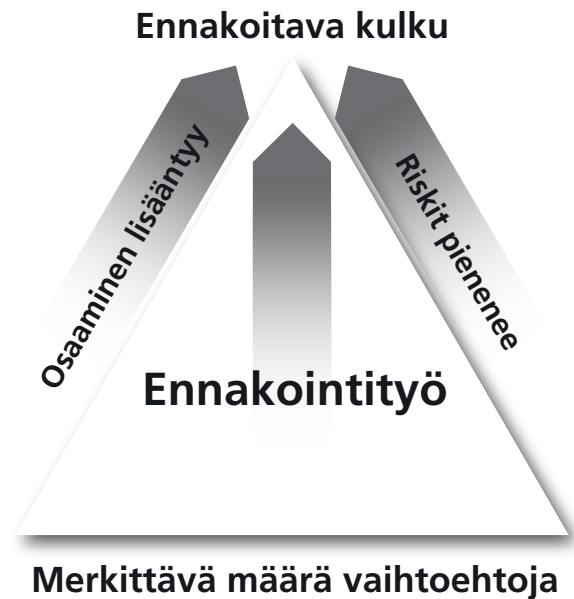 Ennakoitava kulku
Osaaminen lisääntyy
Riskit pienenee
Ennakointityö
Merkittävä määrä vaihtoehtoja